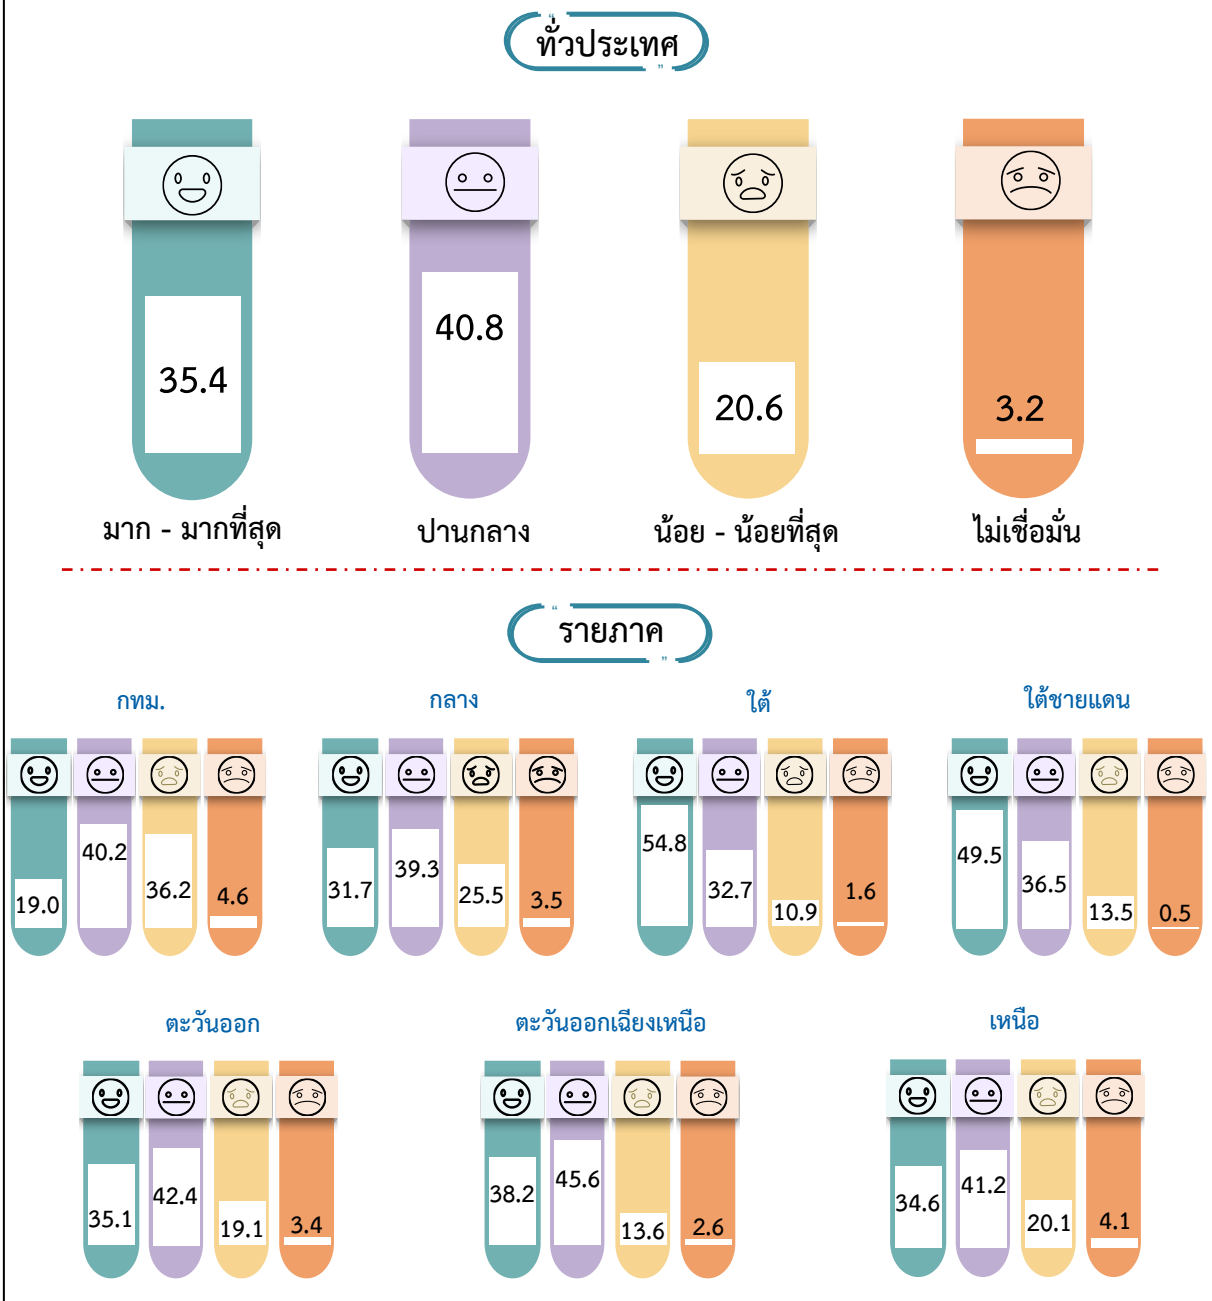 “
ทั่วประเทศ
”
35.4
40.8
20.6
3.2
มาก - มากที่สุด
ปานกลาง
น้อย - น้อยที่สุด
ไม่เชื่อมั่น
“
รายภาค
”
กทม.
กลาง
ใต้
ใต้ชายแดน
19.0
40.2
36.2
4.6
31.7
39.3
25.5
3.5
54.8
32.7
10.9
1.6
49.5
36.5
13.5
0.5
ตะวันออก
ตะวันออกเฉียงเหนือ
เหนือ
35.1
42.4
19.1
3.4
38.2
45.6
13.6
2.6
34.6
41.2
20.1
4.1